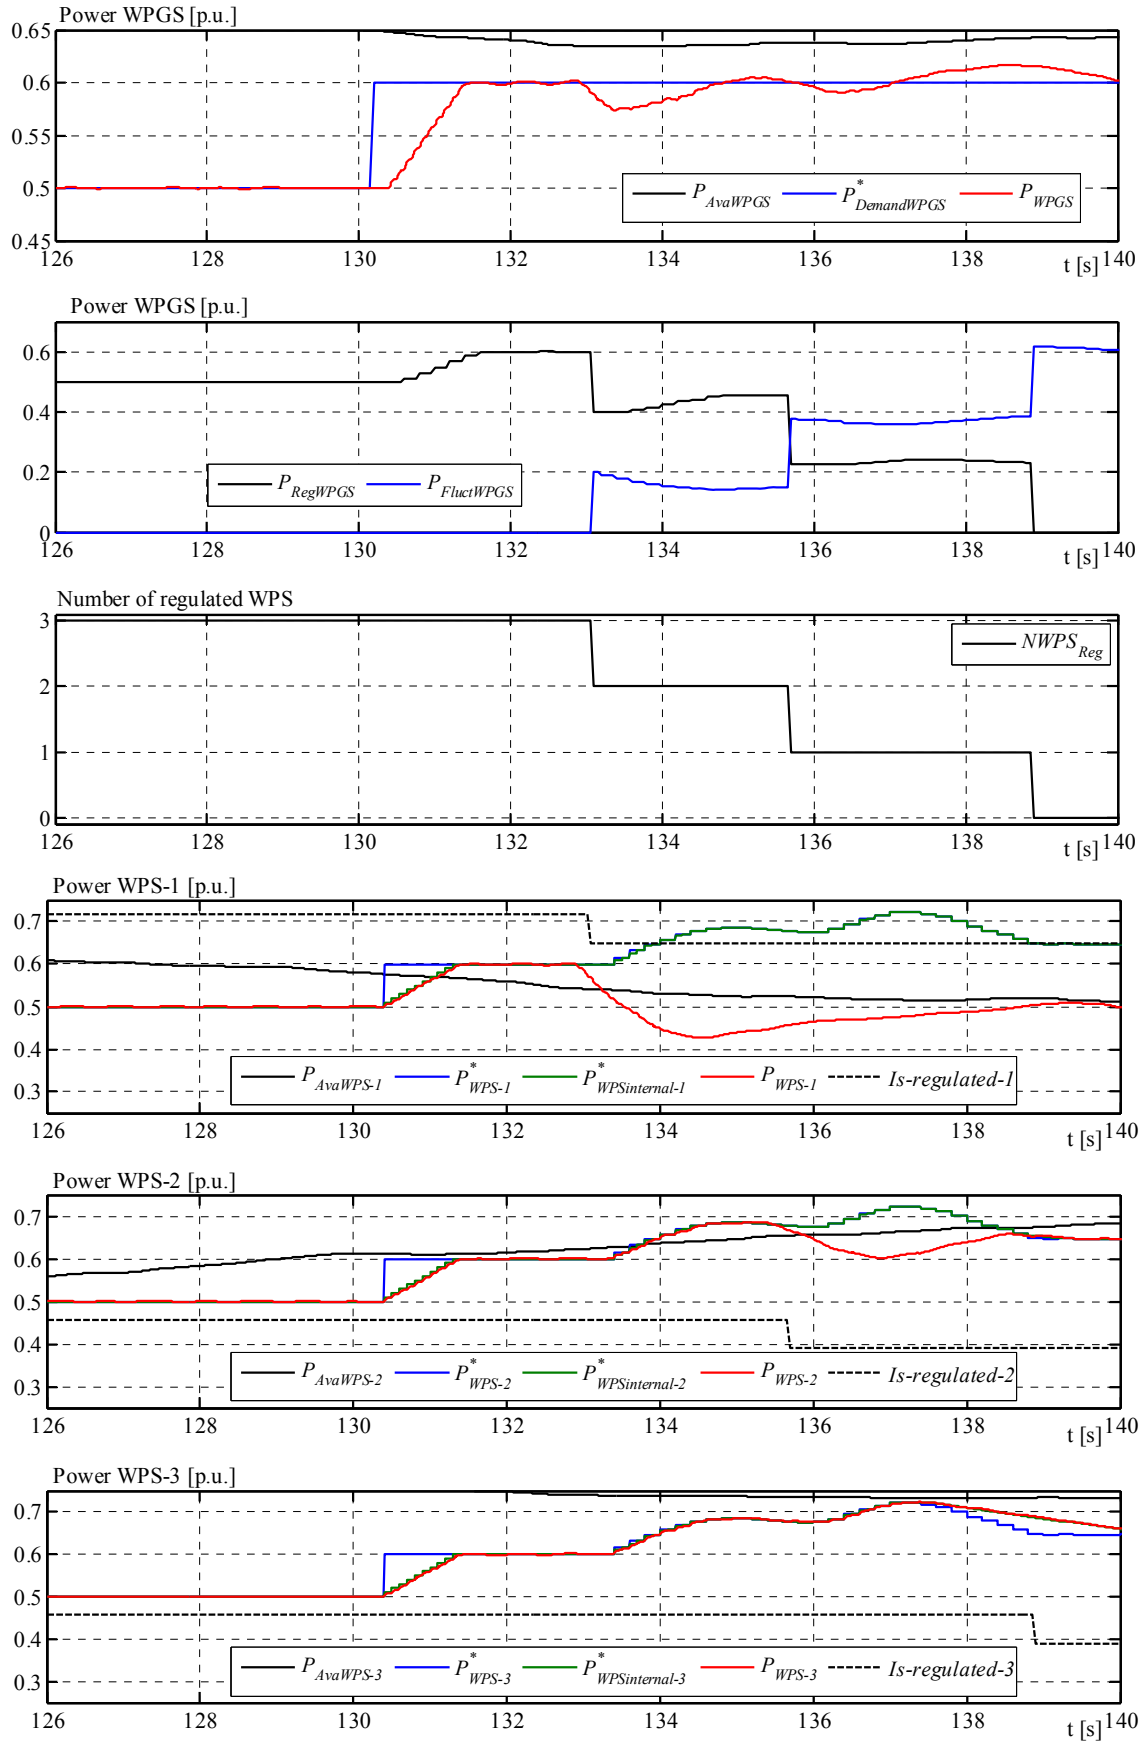 Power WPGS [p.u.]
0.65
0.6
0.55
0.5
0.45
P_AvaWPGS P*_DemandWPGS P_WPGS
126 128 130 132 134 136 138 140
t [s]
Power WPGS [p.u.]
0.6
0.4
0.2
0
P_RegWPGS P_FluctWPGS
126 128 130 132 134 136 138 140
t [s]
Number of regulated WPS
3
2
1
0
NWPS_Reg
126 128 130 132 134 136 138 140
t [s]
Power WPS-1 [p.u.]
0.7
0.6
0.5
0.4
0.3
P_AvaWPS-1 P*_WPS-1 P*_WPSinternal-1 P_WPS-1 Is-regulated-1
126 128 130 132 134 136 138 140
t [s]
Power WPS-2 [p.u.]
0.7
0.6
0.5
0.4
0.3
P_AvaWPS-2 P*_WPS-2 P*_WPSinternal-2 P_WPS-2 Is-regulated-2
126 128 130 132 134 136 138 140
t [s]
Power WPS-3 [p.u.]
0.7
0.6
0.5
0.4
0.3
P_AvaWPS-3 P*_WPS-3 P*_WPSinternal-3 P_WPS-3 Is-regulated-3
126 128 130 132 134 136 138 140
t [s]